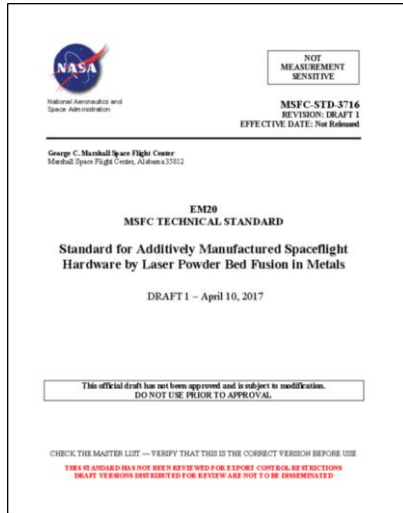 NASA
National Aeronautics and
Space Administration
NOT
MEASUREMENT
SENSITIVE
MSFC-STD-3716
REVISION: DRAFT 1
EFFECTIVE DATE: Not Released
George C. Marshall Space Flight Center
Marshall Space Flight Center, Alabama 35812
EM20
MSFC TECHNICAL STANDARD
Standard for Additively Manufactured Spaceflight
Hardware by Laser Powder Bed Fusion in Metals
DRAFT 1 – April 10, 2017
This official draft has not been approved and is subject to modification.
DO NOT USE PRIOR TO APPROVAL
CHECK THE MASTER LIST — VERIFY THAT THIS IS THE CORRECT VERSION BEFORE USE
THIS STANDARD HAS NOT BEEN REVIEWED FOR EXPORT CONTROL RESTRICTIONS
DRAFT VERSIONS DISTRIBUTED FOR REVIEW ARE NOT TO BE DISSEMINATED